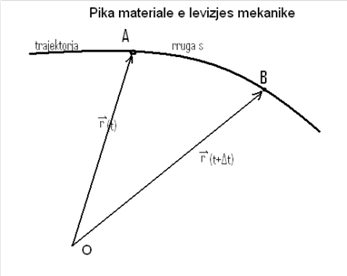 Pika materiale e levizjes mekanike
A
trajektorja rruga s
B
r⃗(t)
r⃗(t+Δt)
O